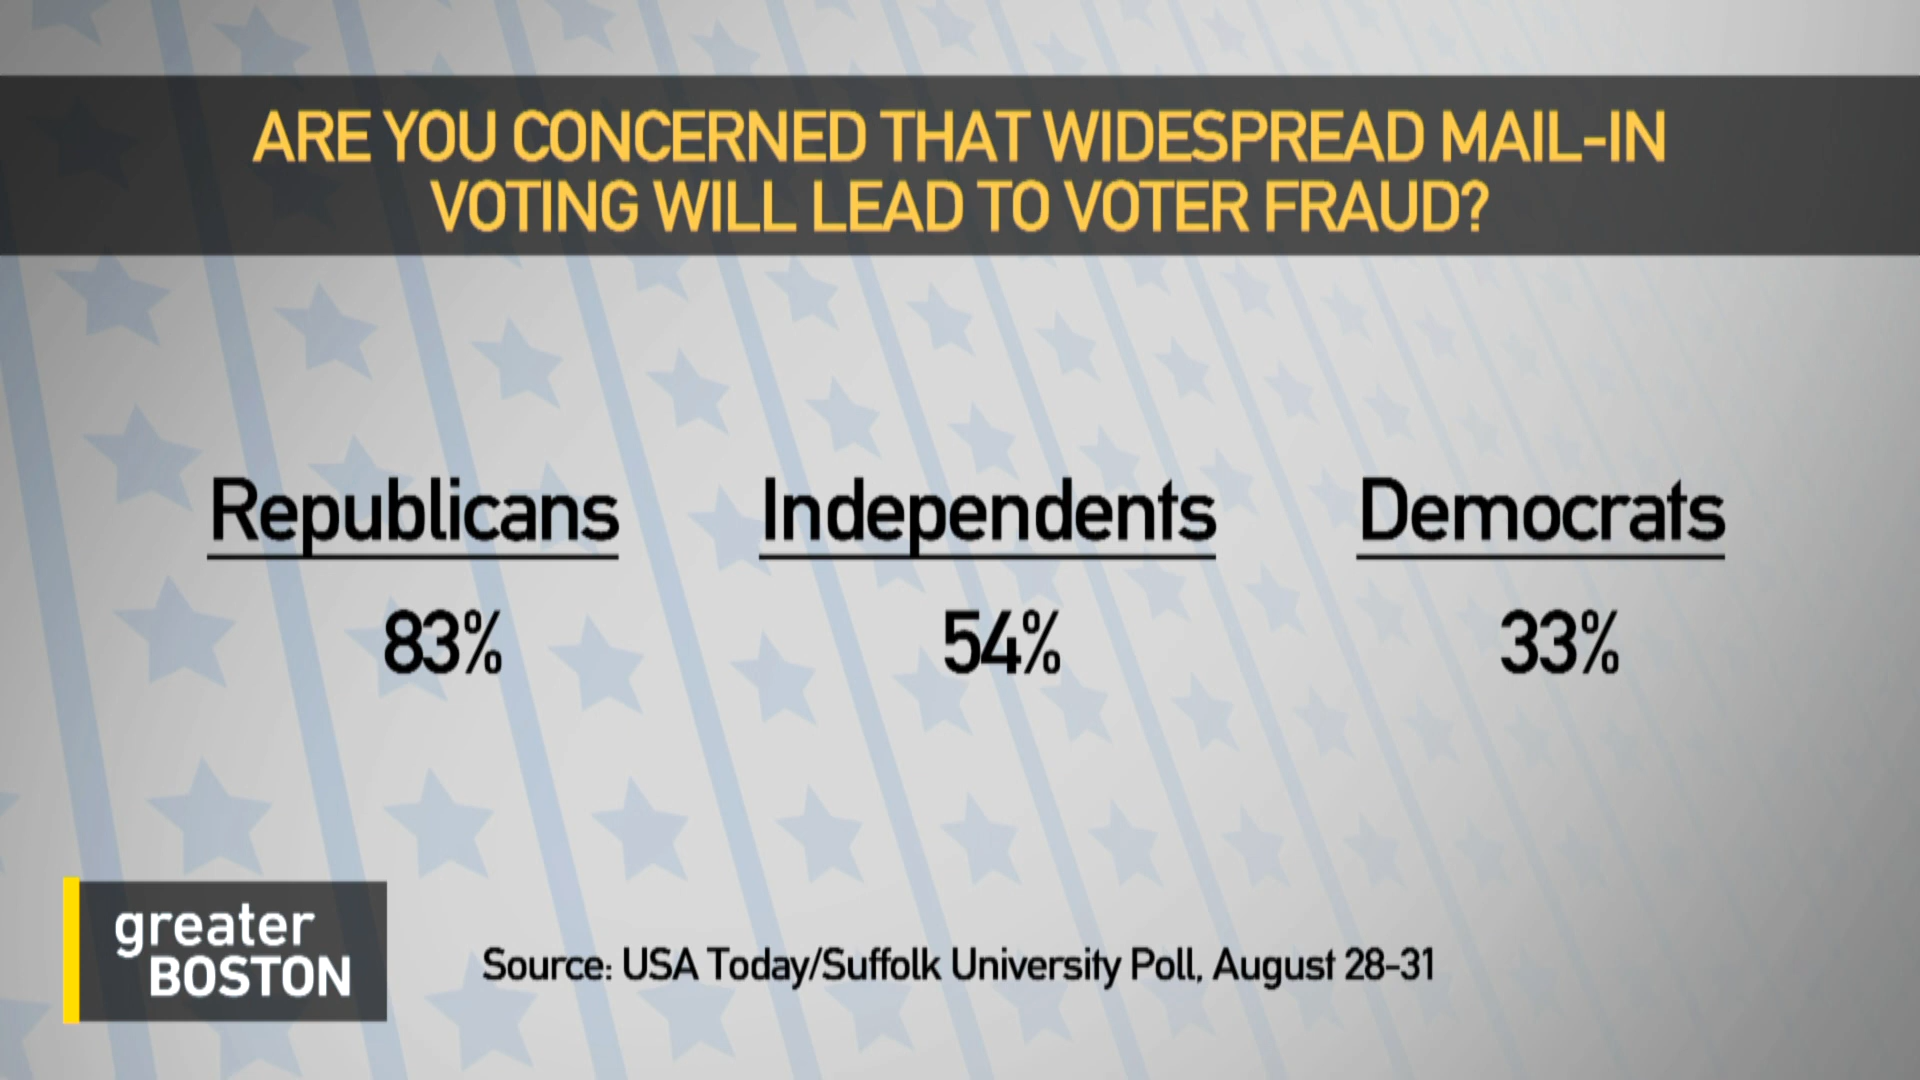 ARE YOU CONCERNED THAT WIDESPREAD MAIL-IN
VOTING WILL LEAD TO VOTER FRAUD?
Republicans Independents Democrats
83% 54% 33%
greater
BOSTON
Source: USA Today/Suffolk University Poll, August 28-31